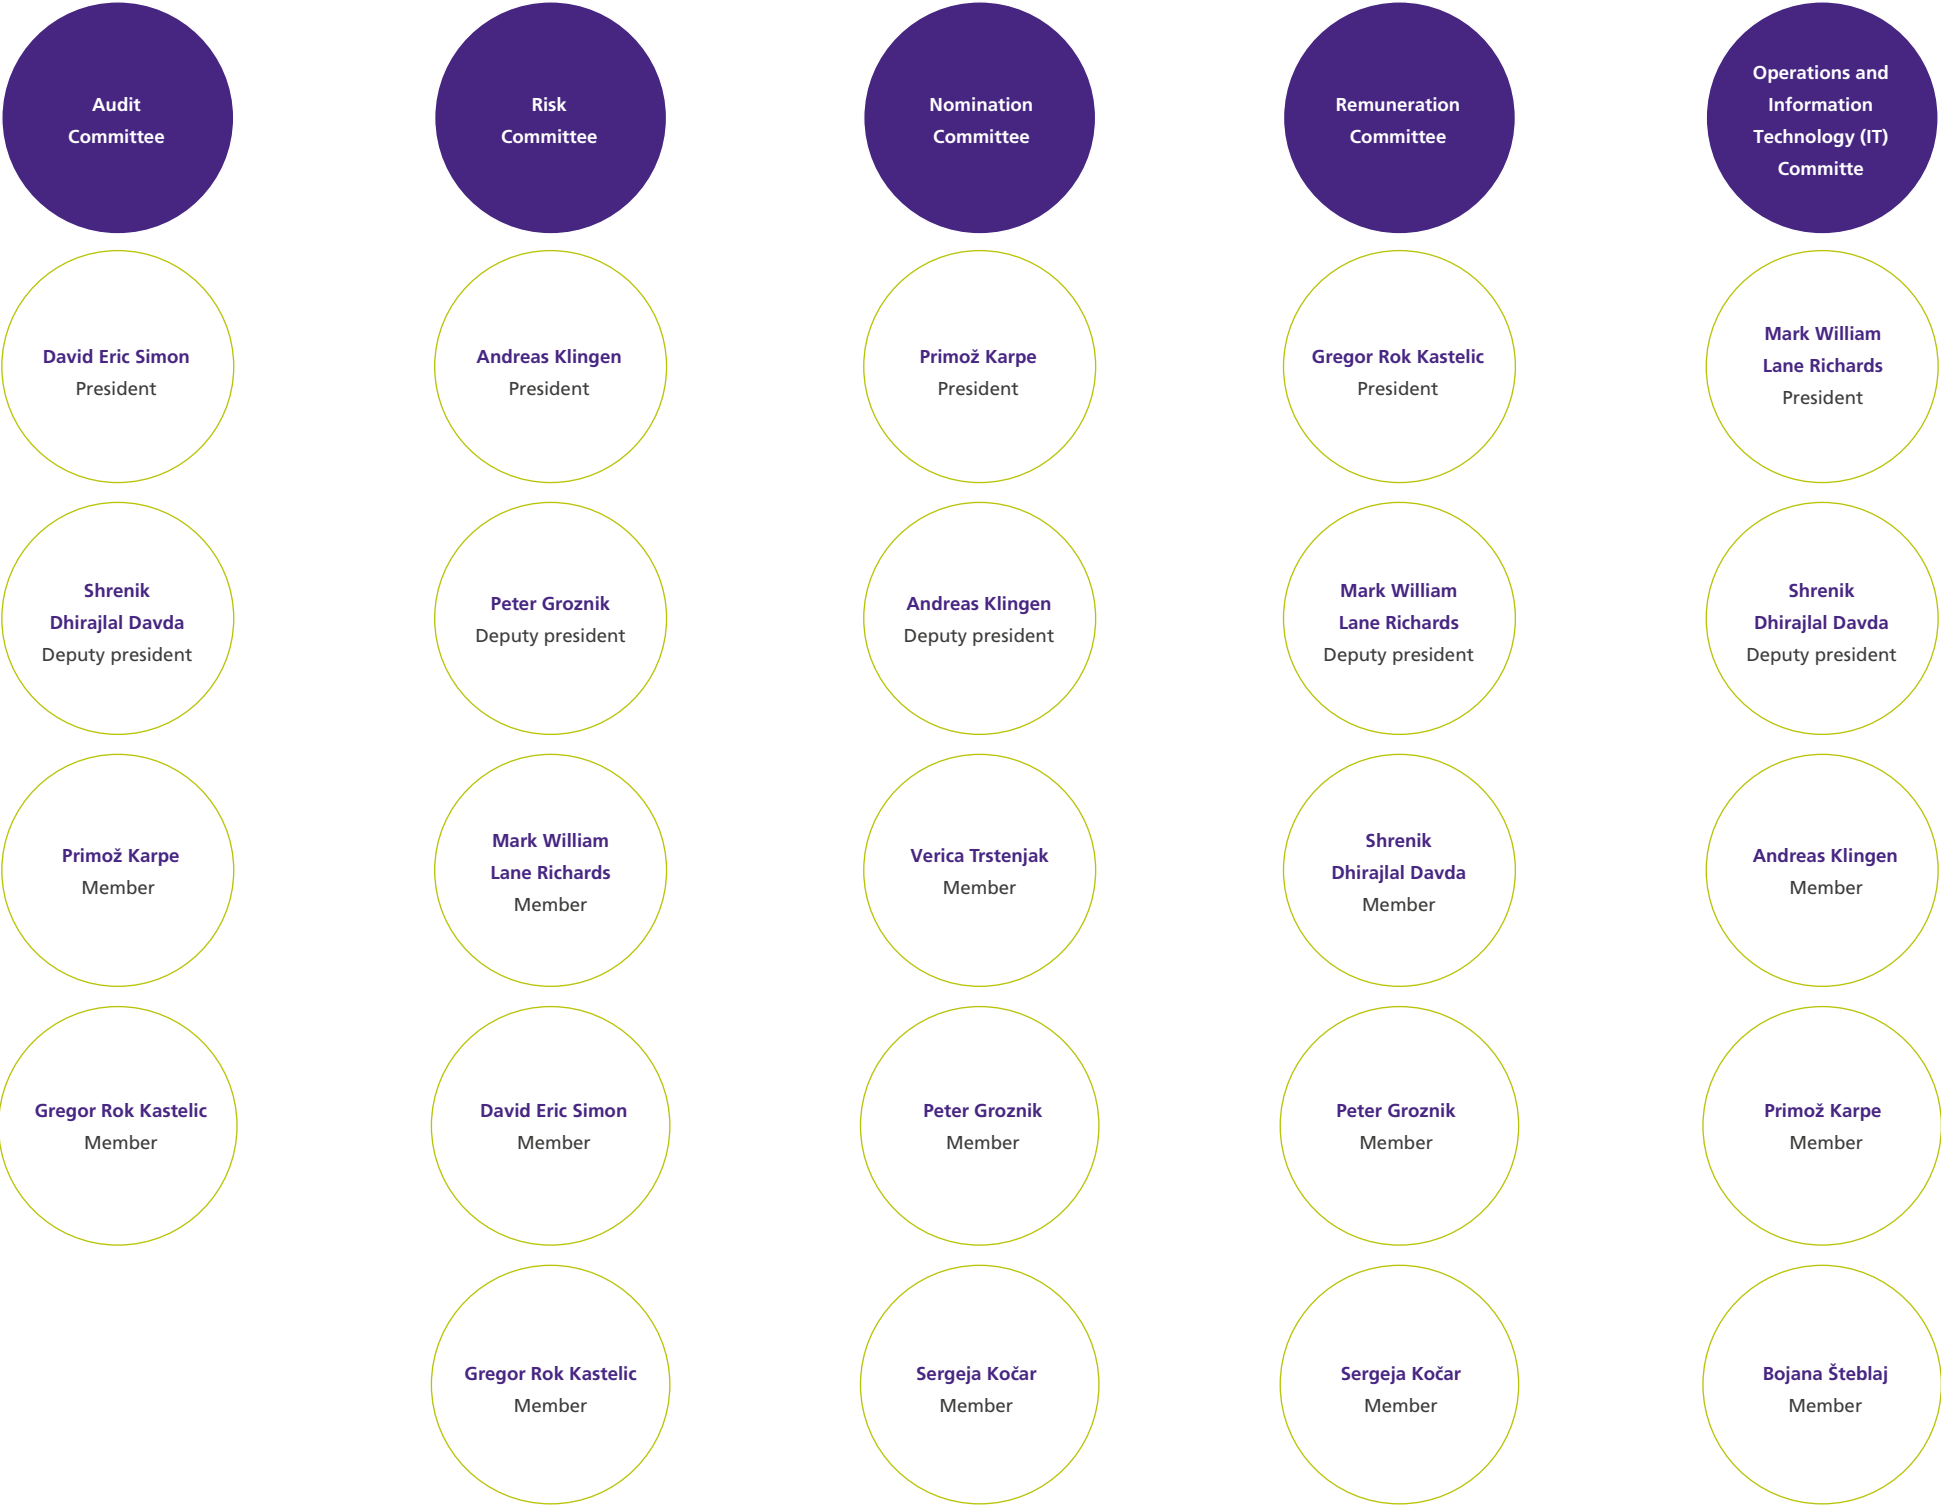 Audit
Committee
Risk
Committee
Nomination
Committee
Remuneration
Committee
Operations and
Information
Technology (IT)
Committe
David Eric Simon
President
Andreas Klingen
President
Primož Karpe
President
Gregor Rok Kastelic
President
Mark William
Lane Richards
President
Shrenik
Dhirajlal Davda
Deputy president
Peter Groznik
Deputy president
Andreas Klingen
Deputy president
Mark William
Lane Richards
Deputy president
Shrenik
Dhirajlal Davda
Deputy president
Primož Karpe
Member
Mark William
Lane Richards
Member
Verica Trstenjak
Member
Shrenik
Dhirajlal Davda
Member
Andreas Klingen
Member
Gregor Rok Kastelic
Member
David Eric Simon
Member
Peter Groznik
Member
Peter Groznik
Member
Primož Karpe
Member
Gregor Rok Kastelic
Member
Sergeja Kočar
Member
Sergeja Kočar
Member
Bojana Šteblaj
Member